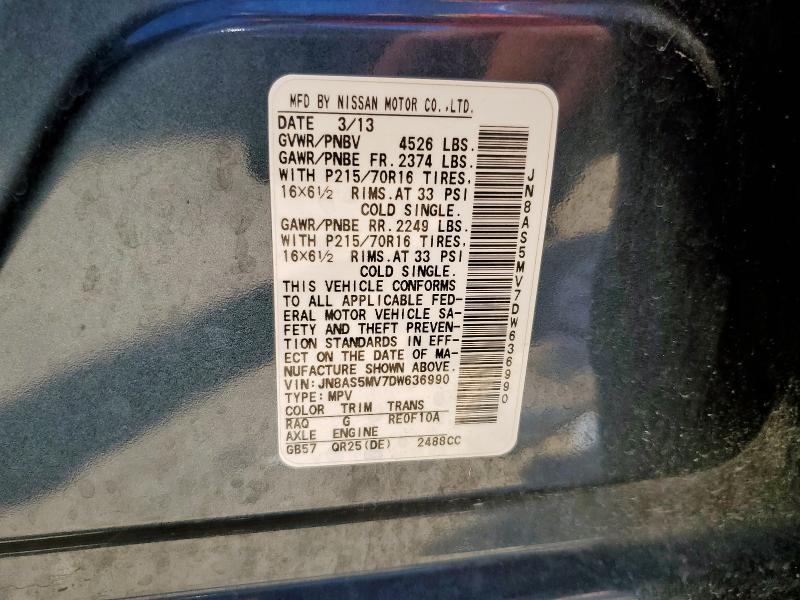 MFD BY NISSAN MOTOR CO.,LTD.
DATE 3/13
GVWR/PNBV 4526 LBS.
GAWR/PNBE FR. 2374 LBS.
WITH P215/70R16 TIRES,
16X6½ RIMS. AT 33 PSI
COLD SINGLE.
GAWR/PNBE RR. 2249 LBS.
WITH P215/70R16 TIRES,
16X6½ RIMS. AT 33 PSI
COLD SINGLE.
THIS VEHICLE CONFORMS
TO ALL APPLICABLE FED-
ERAL MOTOR VEHICLE SA-
FETY AND THEFT PREVEN-
TION STANDARDS IN EFF-
ECT ON THE DATE OF MA-
NUFACTURE SHOWN ABOVE.
VIN:JN8AS5MV7DW636990
TYPE: MPV
COLOR TRIM TRANS
RAQ G RE0F10A
AXLE ENGINE
GB57 QR25(DE) 2488CC
JN8AS5MV7DW636990